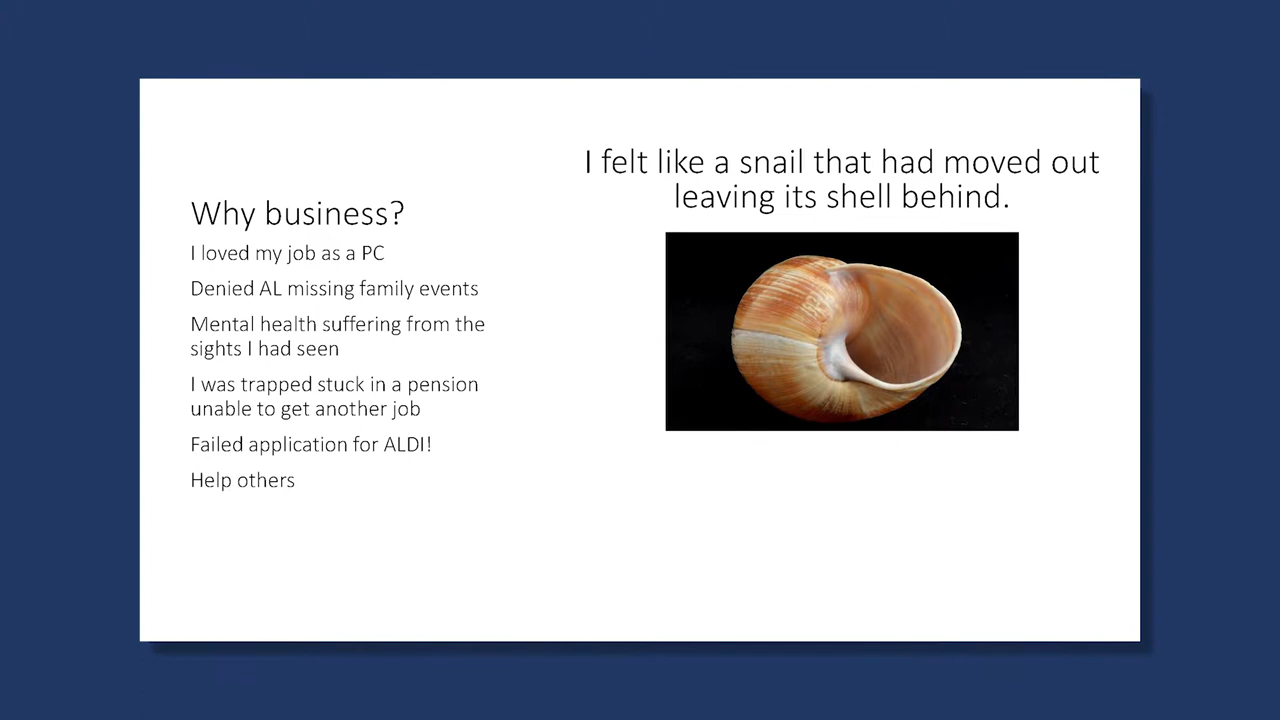 I felt like a snail that had moved out
leaving its shell behind.
Why business?
I loved my job as a PC
Denied AL missing family events
Mental health suffering from the
sights I had seen
I was trapped stuck in a pension
unable to get another job
Failed application for ALDI!
Help others